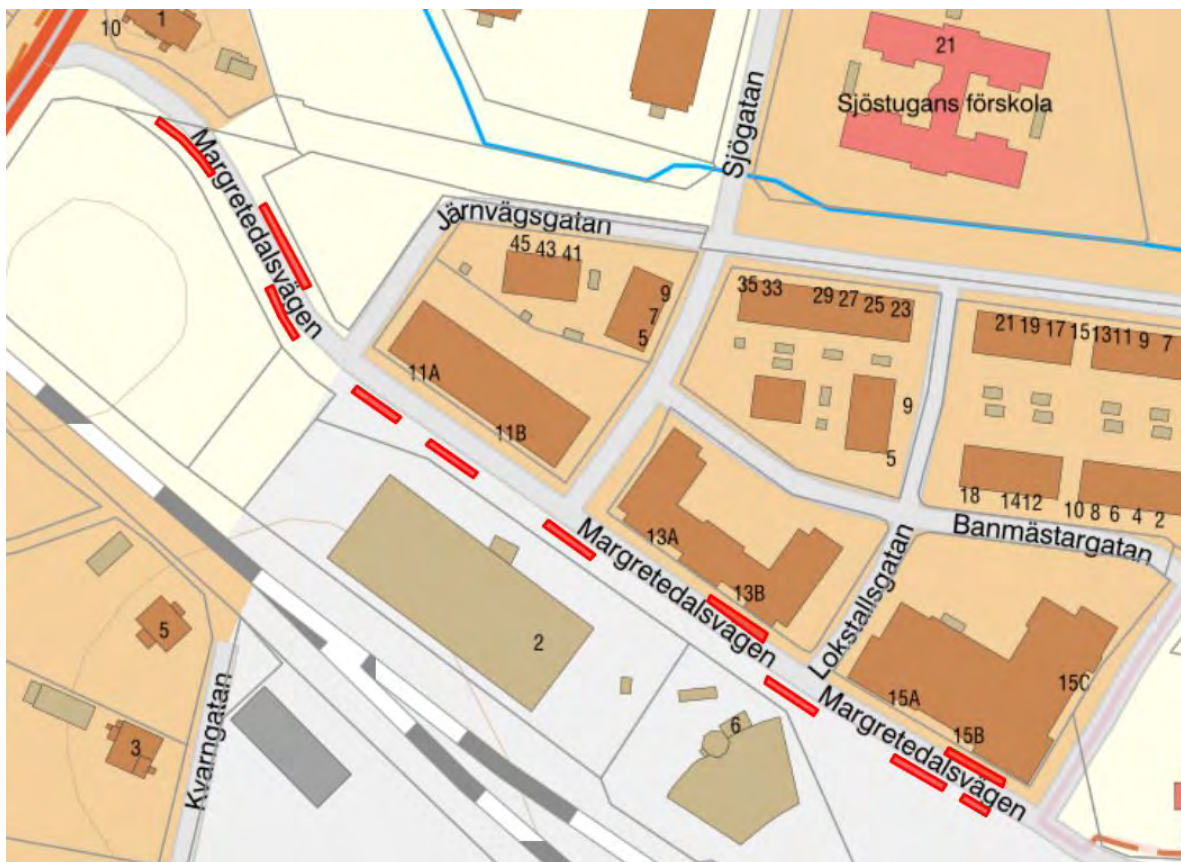 10
1
21
Sjöstugans förskola
Sjögatan
Margretedalsvägen
Järnvägsgatan
Margretedalsvägen
45 43 41
9
7
5
35 33 29 27 25 23
21 19 17 15 13 11 9 7
11A
11B
9
5
18 14 12 10 8 6 4 2
Banmästargatan
13A
13B
Margretedalsvägen
Lokstallsgatan
2
5
3
Kvarngatan
6
15A
15B
15C
Margretedalsvägen